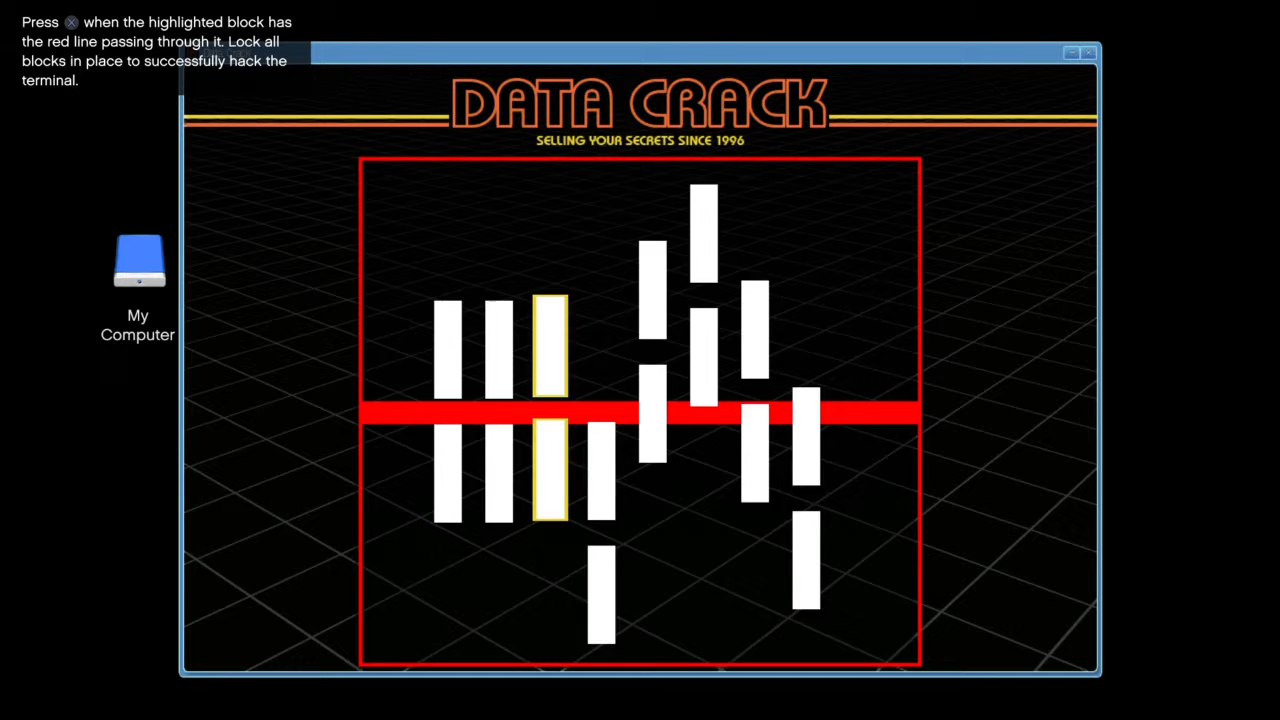 Press ⊗ when the highlighted block has
the red line passing through it. Lock all
blocks in place to successfully hack the
terminal.
DATA CRACK
SELLING YOUR SECRETS SINCE 1996
My
Computer